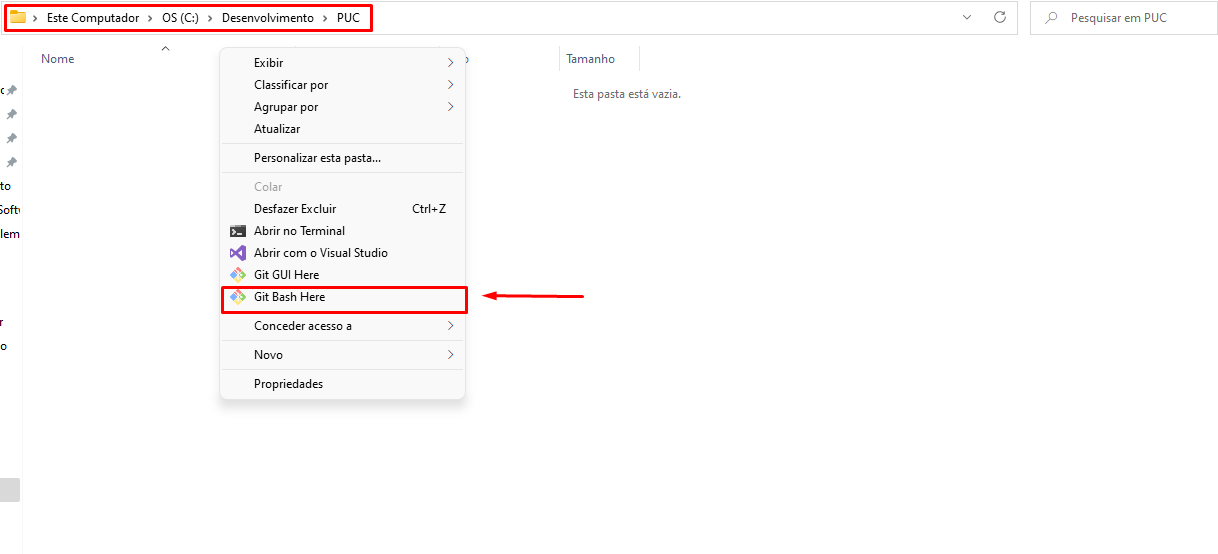 Este Computador > OS (C:) > Desenvolvimento > PUC
Pesquisar em PUC
Nome
Tamanho
Esta pasta está vazia.
Exibir
Classificar por
Agrupar por
Atualizar
Personalizar esta pasta...
Colar
Desfazer Excluir Ctrl+Z
Abrir no Terminal
Abrir com o Visual Studio
Git GUI Here
Git Bash Here
Conceder acesso a
Novo
Propriedades
to
Softv
lem
r
o